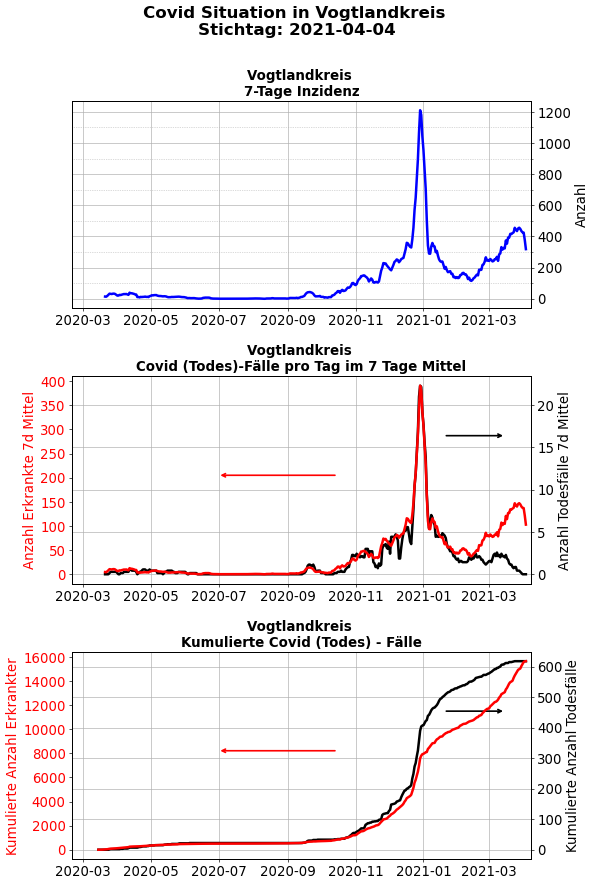 Covid Situation in Vogtlandkreis
Stichtag: 2021-04-04
Vogtlandkreis
7-Tage Inzidenz
1200
1000
800
600
400
200
0
Anzahl
2020-03 2020-05 2020-07 2020-09 2020-11 2021-01 2021-03
Vogtlandkreis
Covid (Todes)-Fälle pro Tag im 7 Tage Mittel
Anzahl Erkrankte 7d Mittel
400
350
300
250
200
150
100
50
0
20
15
10
5
0
Anzahl Todesfälle 7d Mittel
2020-03 2020-05 2020-07 2020-09 2020-11 2021-01 2021-03
Vogtlandkreis
Kumulierte Covid (Todes) - Fälle
Kumulierte Anzahl Erkrankter
16000
14000
12000
10000
8000
6000
4000
2000
0
600
500
400
300
200
100
0
Kumulierte Anzahl Todesfälle
2020-03 2020-05 2020-07 2020-09 2020-11 2021-01 2021-03